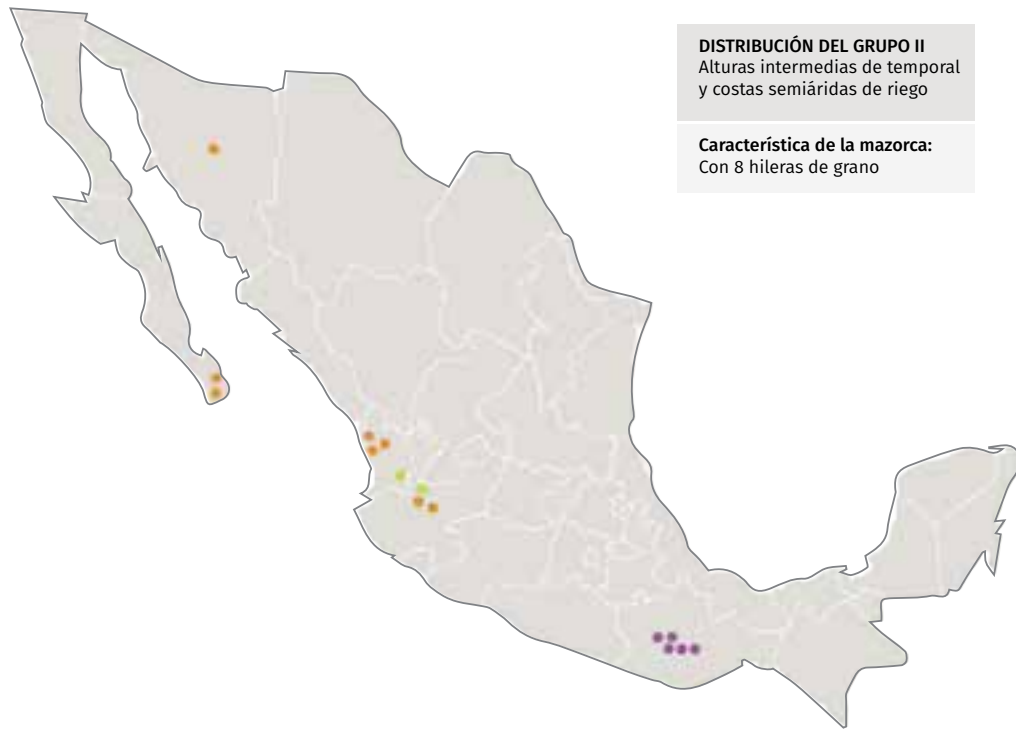 DISTRIBUCIÓN DEL GRUPO II
Alturas intermedias de temporal
y costas semiáridas de riego
Característica de la mazorca:
Con 8 hileras de grano